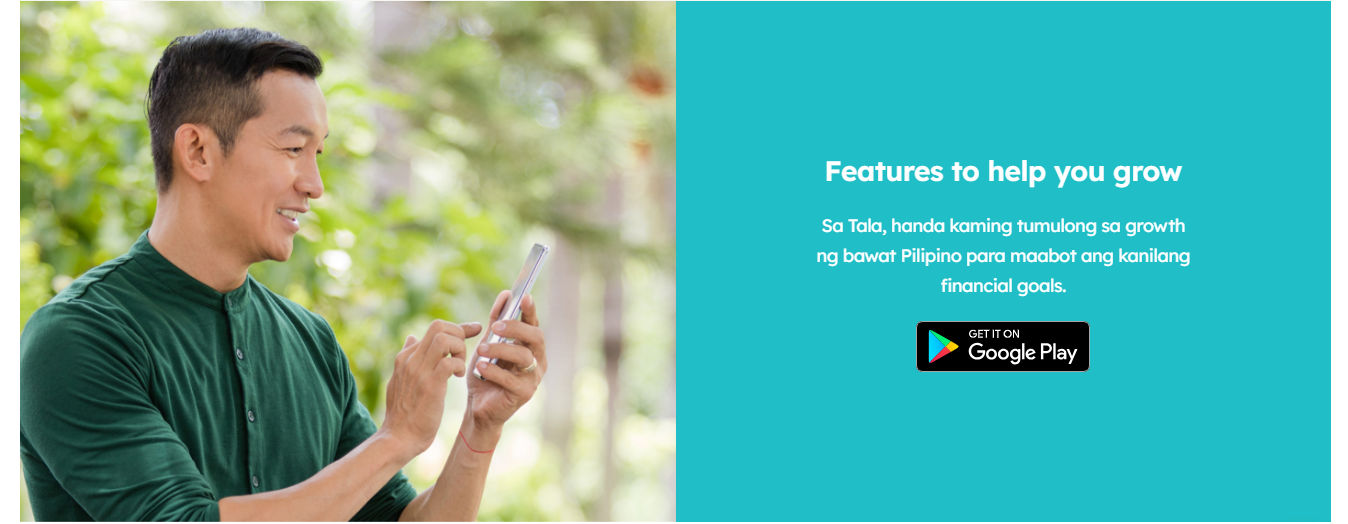 Features to help you grow
Sa Tala, handa kaming tumulong sa growth
ng bawat Pilipino para maabot ang kanilang
financial goals.
GET IT ON
Google Play